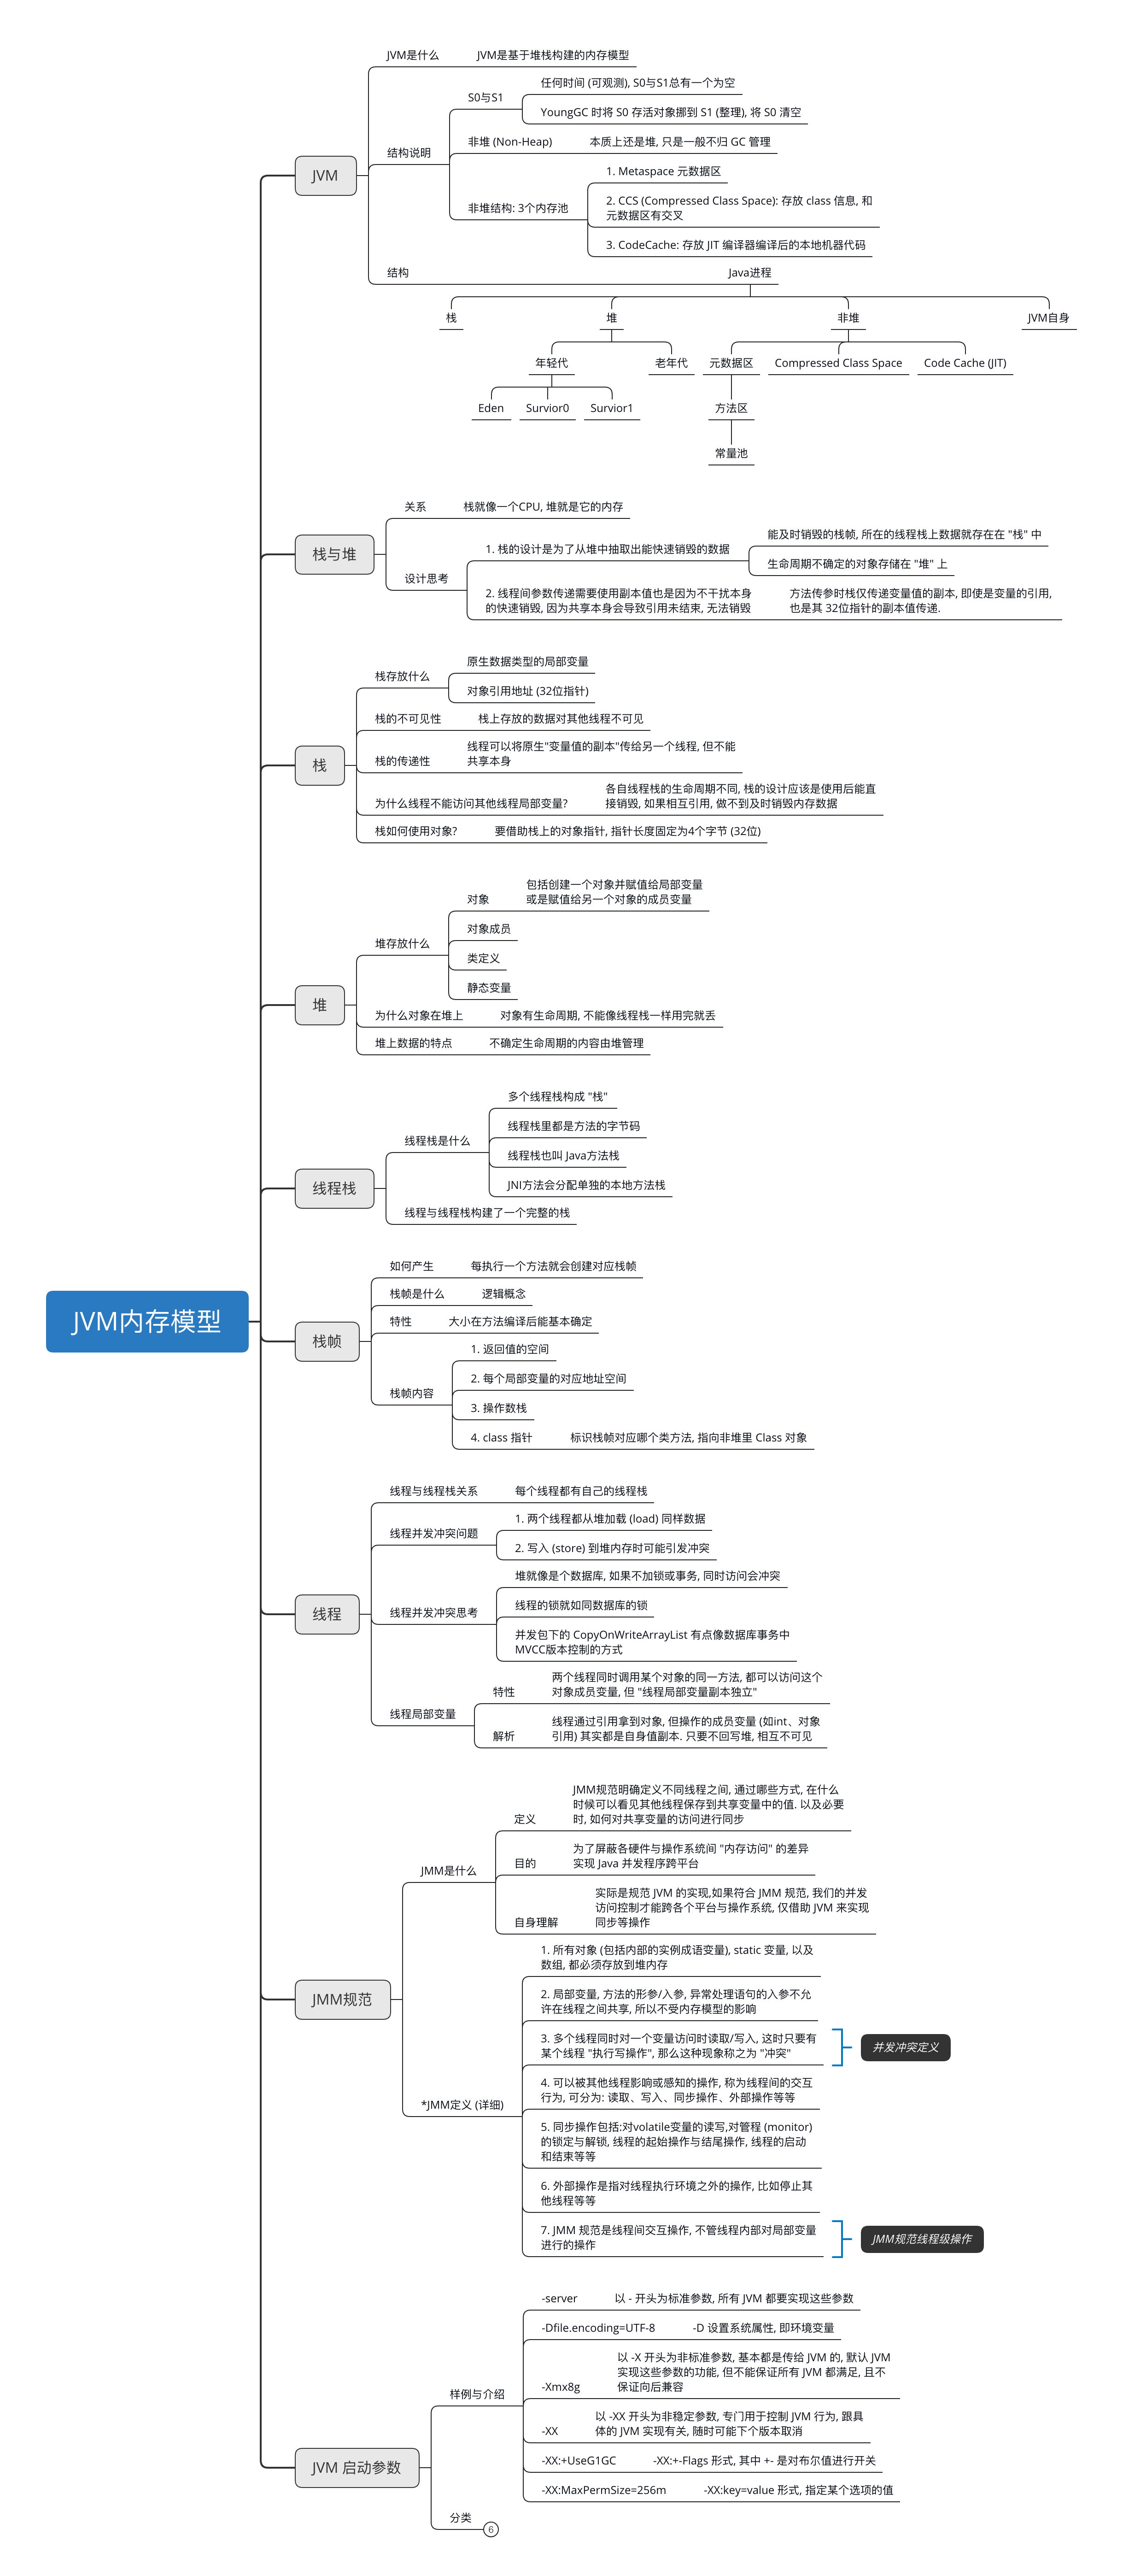 JVM内存模型
JVM
JVM是什么
JVM是基于堆栈构建的内存模型
结构说明
S0与S1
任何时间 (可观测), S0与S1总有一个为空
YoungGC 时将 S0 存活对象挪到 S1 (整理), 将 S0 清空
非堆 (Non-Heap)
本质上还是堆, 只是一般不归 GC 管理
非堆结构: 3个内存池
1. Metaspace 元数据区
2. CCS (Compressed Class Space): 存放 class 信息, 和
元数据区有交叉
3. CodeCache: 存放 JIT 编译器编译后的本地机器代码
结构
Java进程
栈
堆
非堆
JVM自身
年轻代
老年代
元数据区
Compressed Class Space
Code Cache (JIT)
Eden
Survior0
Survior1
方法区
常量池
栈与堆
关系
栈就像一个CPU, 堆就是它的内存
设计思考
1. 栈的设计是为了从堆中抽取出能快速销毁的数据
能及时销毁的栈帧, 所在的线程栈上数据就存在在 "栈" 中
生命周期不确定的对象存储在 "堆" 上
2. 线程间参数传递需要使用副本值也是因为不干扰本身
的快速销毁, 因为共享本身会导致引用未结束, 无法销毁
方法传参时栈仅传递变量值的副本, 即使是变量的引用,
也是其 32位指针的副本值传递.
栈
栈存放什么
原生数据类型的局部变量
对象引用地址 (32位指针)
栈的不可见性
栈上存放的数据对其他线程不可见
栈的传递性
线程可以将原生"变量值的副本"传给另一个线程, 但不能
共享本身
为什么线程不能访问其他线程局部变量?
各自线程栈的生命周期不同, 栈的设计应该是使用后能直
接销毁, 如果相互引用, 做不到及时销毁内存数据
栈如何使用对象?
要借助栈上的对象指针, 指针长度固定为4个字节 (32位)
堆
堆存放什么
对象
包括创建一个对象并赋值给局部变量
或是赋值给另一个对象的成员变量
对象成员
类定义
静态变量
为什么对象在堆上
对象有生命周期, 不能像线程栈一样用完就丢
堆上数据的特点
不确定生命周期的内容由堆管理
线程栈
线程栈是什么
多个线程栈构成 "栈"
线程栈里都是方法的字节码
线程栈也叫 Java方法栈
JNI方法会分配单独的本地方法栈
线程与线程栈构建了一个完整的栈
栈帧
如何产生
每执行一个方法就会创建对应栈帧
栈帧是什么
逻辑概念
特性
大小在方法编译后能基本确定
栈帧内容
1. 返回值的空间
2. 每个局部变量的对应地址空间
3. 操作数栈
4. class 指针
标识栈帧对应哪个类方法, 指向非堆里 Class 对象
线程
线程与线程栈关系
每个线程都有自己的线程栈
线程并发冲突问题
1. 两个线程都从堆加载 (load) 同样数据
2. 写入 (store) 到堆内存时可能引发冲突
线程并发冲突思考
堆就像是个数据库, 如果不加锁或事务, 同时访问会冲突
线程的锁就如同数据库的锁
并发包下的 CopyOnWriteArrayList 有点像数据库事务中
MVCC版本控制的方式
线程局部变量
特性
两个线程同时调用某个对象的同一方法, 都可以访问这个
对象成员变量, 但 "线程局部变量副本独立"
解析
线程通过引用拿到对象, 但操作的成员变量 (如int、对象
引用) 其实都是自身值副本. 只要不回写堆, 相互不可见
JMM规范
JMM是什么
定义
JMM规范明确定义不同线程之间, 通过哪些方式, 在什么
时候可以看见其他线程保存到共享变量中的值. 以及必要
时, 如何对共享变量的访问进行同步
目的
为了屏蔽各硬件与操作系统间 "内存访问" 的差异
实现 Java 并发程序跨平台
自身理解
实际是规范 JVM 的实现,如果符合 JMM 规范, 我们的并发
访问控制才能跨各个平台与操作系统, 仅借助 JVM 来实现
同步等操作
*JMM定义 (详细)
1. 所有对象 (包括内部的实例成语变量), static 变量, 以及
数组, 都必须存放到堆内存
2. 局部变量, 方法的形参/入参, 异常处理语句的入参不允
许在线程之间共享, 所以不受内存模型的影响
3. 多个线程同时对一个变量访问时读取/写入, 这时只要有
某个线程 "执行写操作", 那么这种现象称之为 "冲突"
并发冲突定义
4. 可以被其他线程影响或感知的操作, 称为线程间的交互
行为, 可分为: 读取、写入、同步操作、外部操作等等
5. 同步操作包括:对volatile变量的读写,对管程 (monitor)
的锁定与解锁, 线程的起始操作与结尾操作, 线程的启动
和结束等等
6. 外部操作是指对线程执行环境之外的操作, 比如停止其
他线程等等
7. JMM 规范是线程间交互操作, 不管线程内部对局部变量
进行的操作
JMM规范线程级操作
JVM 启动参数
样例与介绍
-server
以 - 开头为标准参数, 所有 JVM 都要实现这些参数
-Dfile.encoding=UTF-8
-D 设置系统属性, 即环境变量
-Xmx8g
以 -X 开头为非标准参数, 基本都是传给 JVM 的, 默认 JVM
实现这些参数的功能, 但不能保证所有 JVM 都满足, 且不
保证向后兼容
-XX
以 -XX 开头为非稳定参数, 专门用于控制 JVM 行为, 跟具
体的 JVM 实现有关, 随时可能下个版本取消
-XX:+UseG1GC
-XX:+-Flags 形式, 其中 +- 是对布尔值进行开关
-XX:MaxPermSize=256m
-XX:key=value 形式, 指定某个选项的值
分类
6